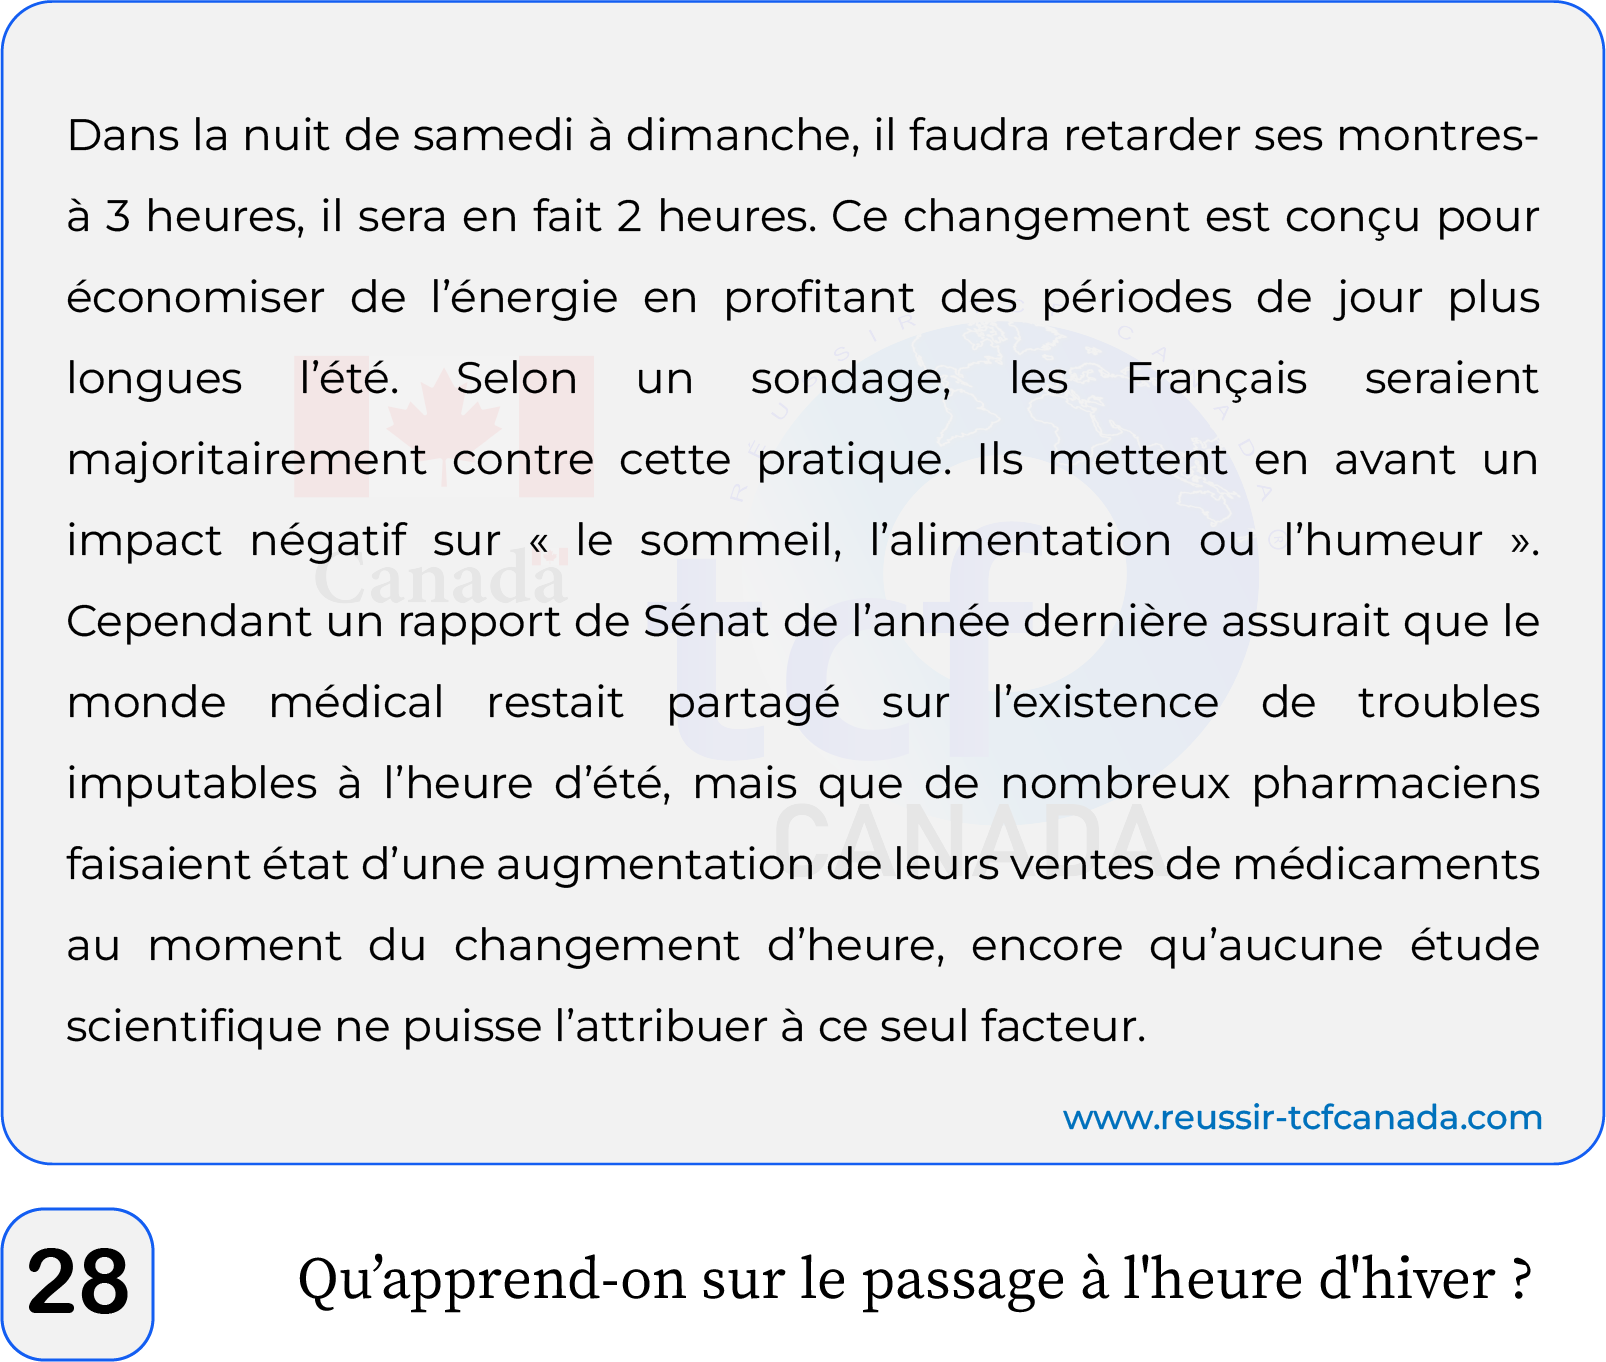 Dans la nuit de samedi à dimanche, il faudra retarder ses montres-
à 3 heures, il sera en fait 2 heures. Ce changement est conçu pour
économiser de l’énergie en profitant des périodes de jour plus
longues l’été. Selon un sondage, les Français seraient
majoritairement contre cette pratique. Ils mettent en avant un
impact négatif sur « le sommeil, l’alimentation ou l’humeur ».
Cependant un rapport de Sénat de l’année dernière assurait que le
monde médical restait partagé sur l’existence de troubles
imputables à l’heure d’été, mais que de nombreux pharmaciens
faisaient état d’une augmentation de leurs ventes de médicaments
au moment du changement d’heure, encore qu’aucune étude
scientifique ne puisse l’attribuer à ce seul facteur.
RÉUSSIR TCF CANADA
Canada
tcf
CANADA
www.reussir-tcfcanada.com
28
Qu’apprend-on sur le passage à l'heure d'hiver ?